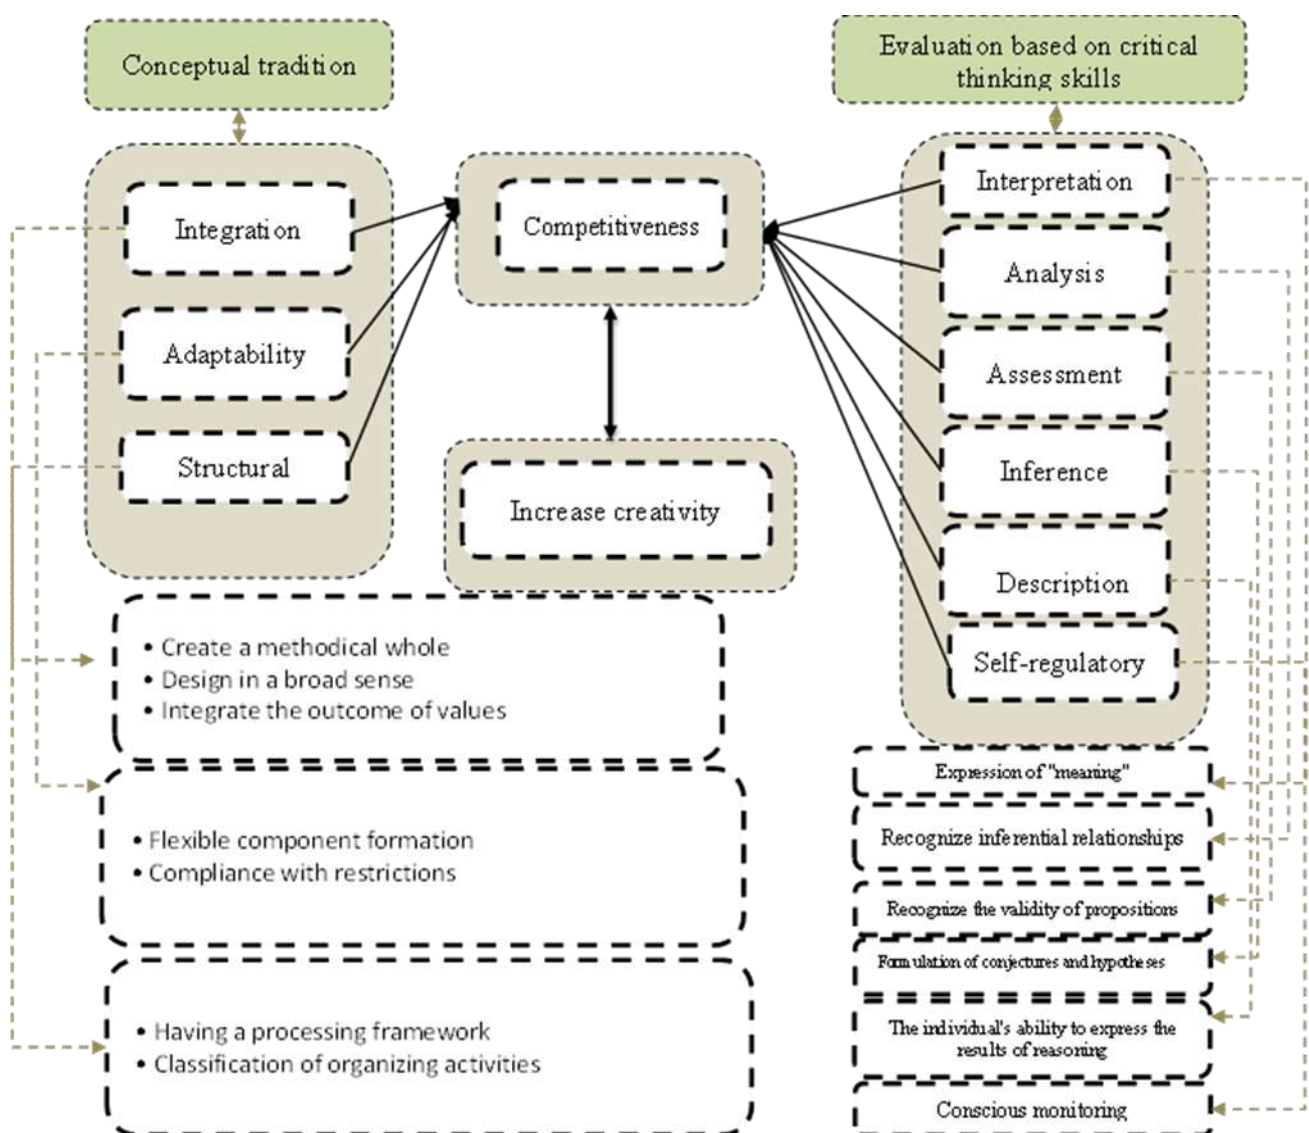 Conceptual tradition
Evaluation based on critical
thinking skills
Integration
Adaptability
Structural
Competitiveness
Increase creativity
Interpretation
Analysis
Assessment
Inference
Description
Self-regulatory
• Create a methodical whole
• Design in a broad sense
• Integrate the outcome of values
• Flexible component formation
• Compliance with restrictions
• Having a processing framework
• Classification of organizing activities
Expression of "meaning"
Recognize inferential relationships
Recognize the validity of propositions
Formulation of conjectures and hypotheses
The individual's ability to express the
results of reasoning
Conscious monitoring